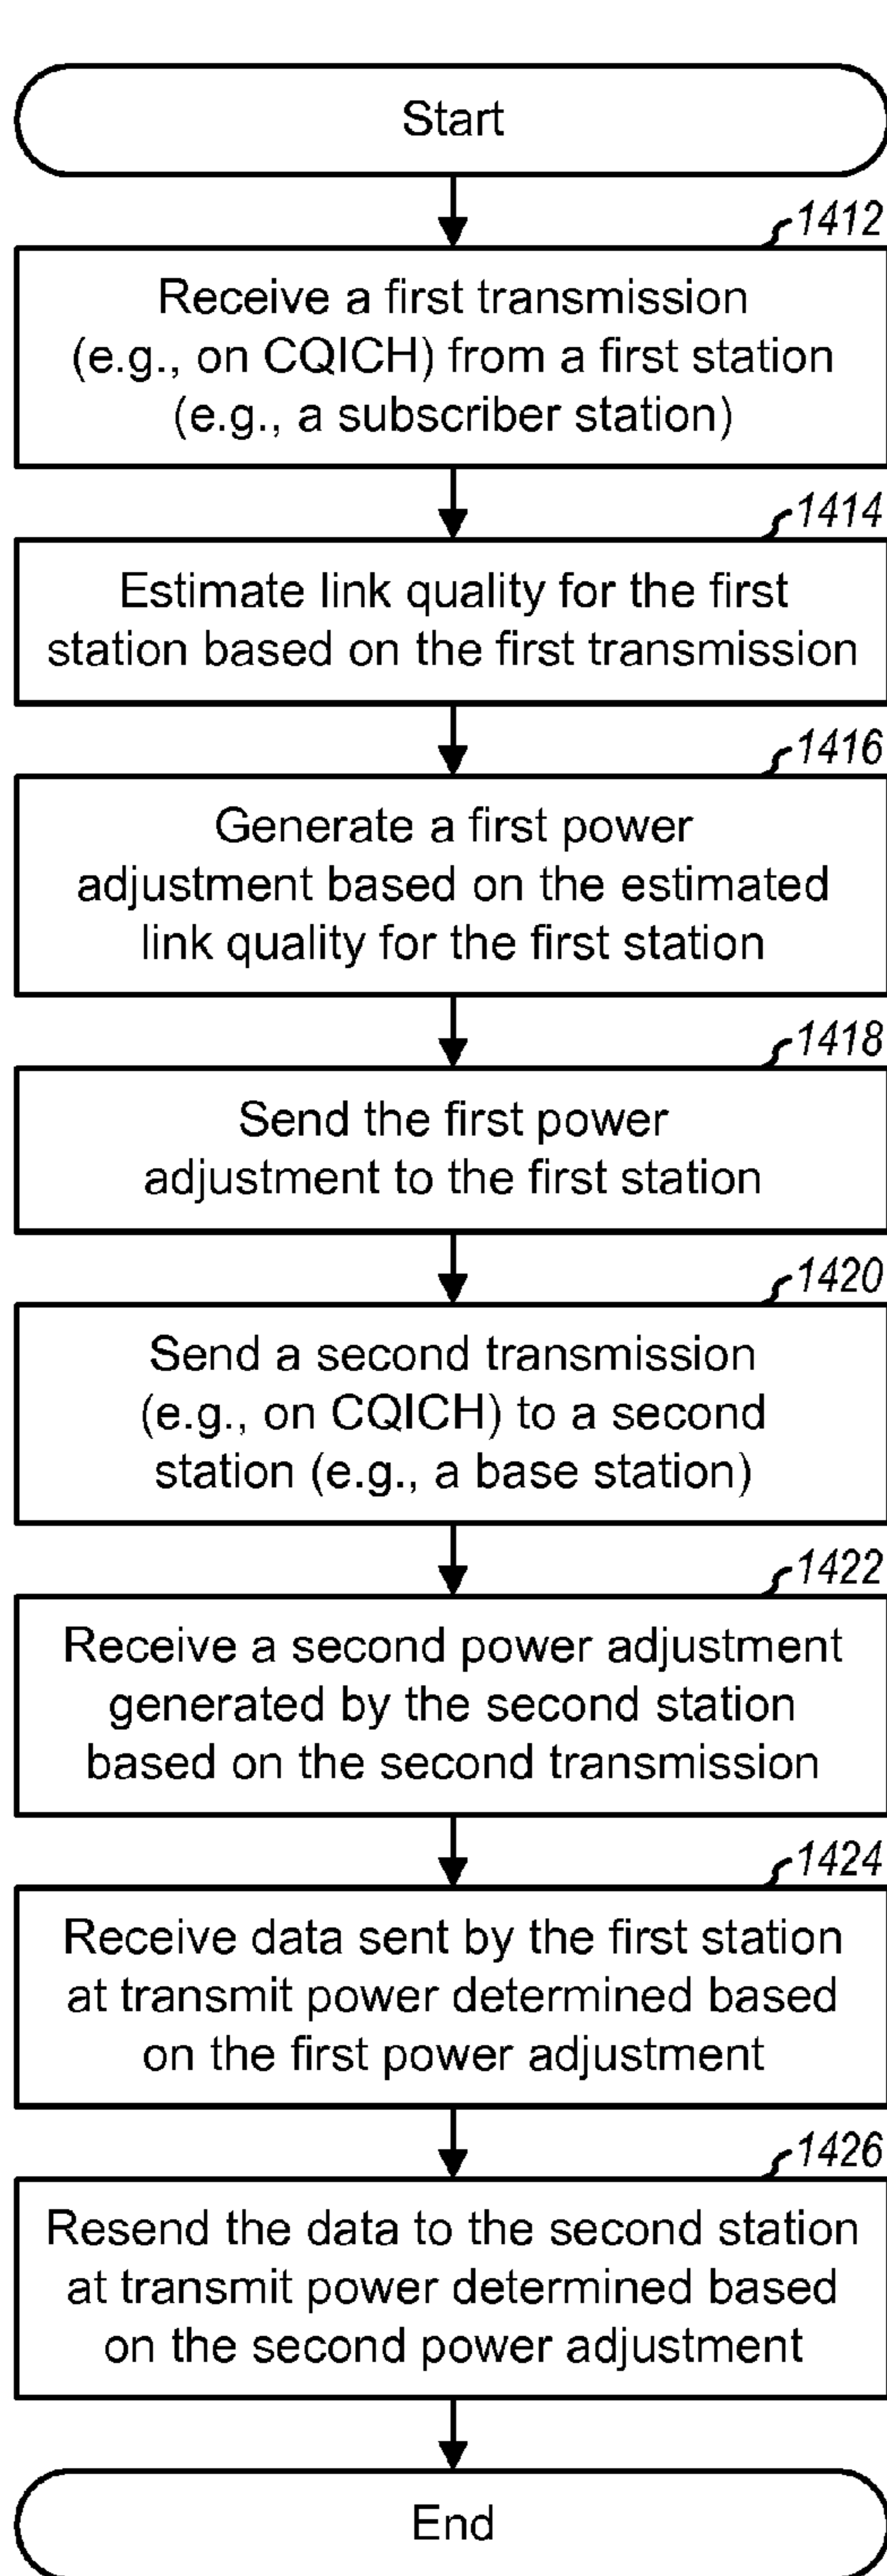 Start
1412
Receive a first transmission
(e.g., on CQICH) from a first station
(e.g., a subscriber station)
1414
Estimate link quality for the first
station based on the first transmission
1416
Generate a first power
adjustment based on the estimated
link quality for the first station
1418
Send the first power
adjustment to the first station
1420
Send a second transmission
(e.g., on CQICH) to a second
station (e.g., a base station)
1422
Receive a second power adjustment
generated by the second station
based on the second transmission
1424
Receive data sent by the first station
at transmit power determined based
on the first power adjustment
1426
Resend the data to the second station
at transmit power determined based
on the second power adjustment
End